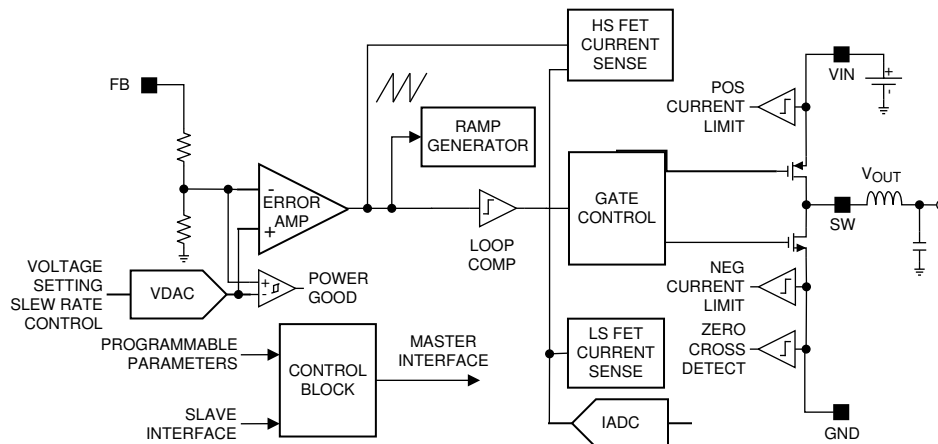 HS FET
CURRENT
SENSE
FB
VIN
+
-
POS
CURRENT
LIMIT
RAMP
GENERATOR
VOUT
-
ERROR
AMP
+
GATE
CONTROL
LOOP
COMP
SW
VOLTAGE
SETTING
SLEW RATE
CONTROL
VDAC
+
-
POWER
GOOD
NEG
CURRENT
LIMIT
PROGRAMMABLE
PARAMETERS
CONTROL
BLOCK
MASTER
INTERFACE
LS FET
CURRENT
SENSE
ZERO
CROSS
DETECT
SLAVE
INTERFACE
IADC
GND